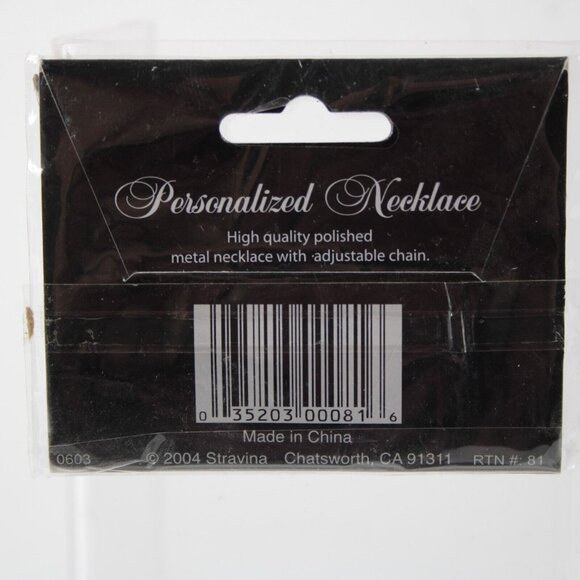 Personalized Necklace
High quality polished
metal necklace with adjustable chain.
0 35203 00081 6
Made in China
0603 © 2004 Stravina Chatsworth, CA 91311 RTN #: 81